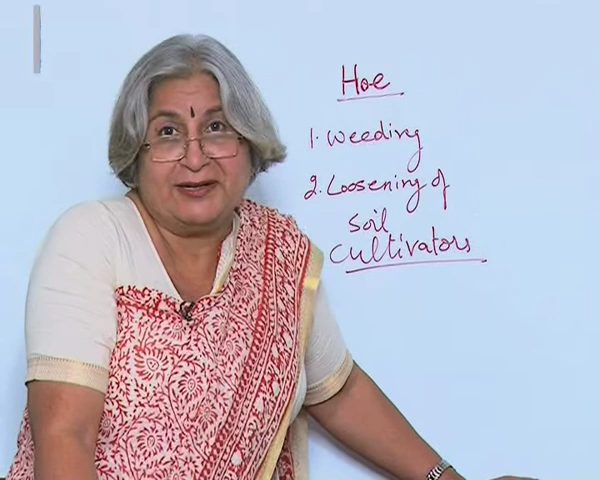 Hoe
1. Weeding
2. Loosening of
soil
Cultivators